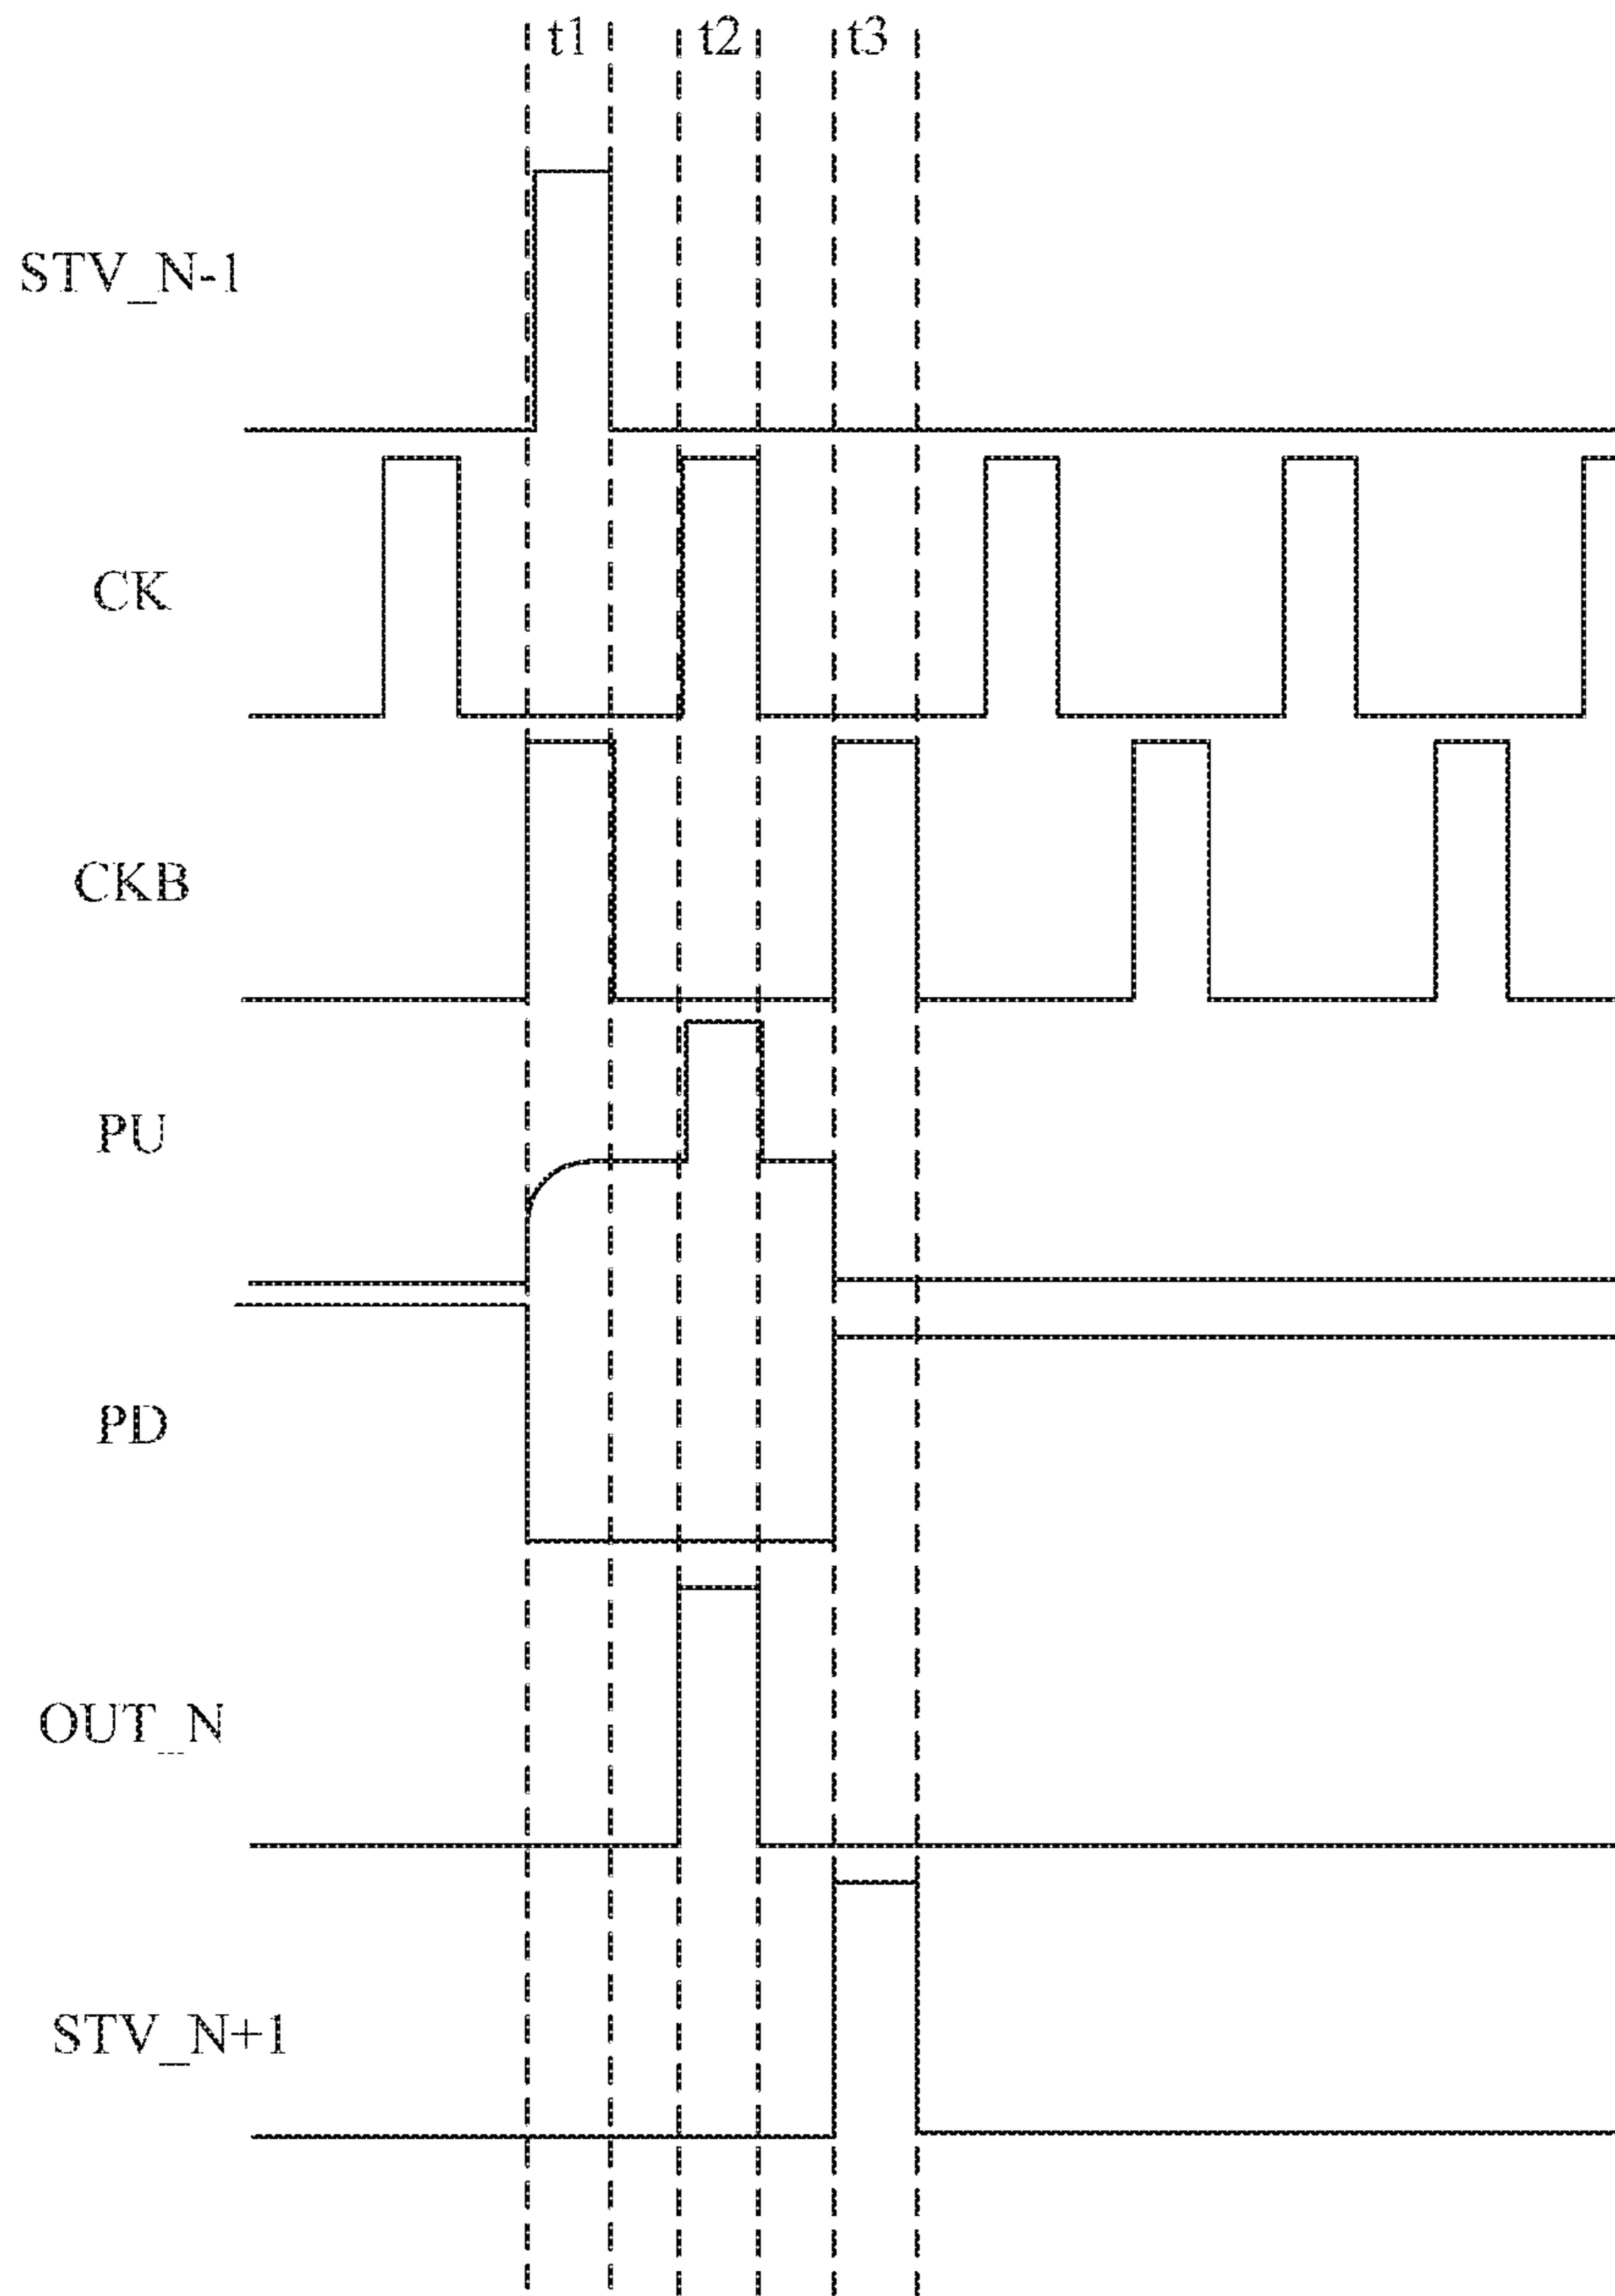 t1 t2 t3
STV_N-1
CK
CKB
PU
PD
OUT_N
STV_N+1